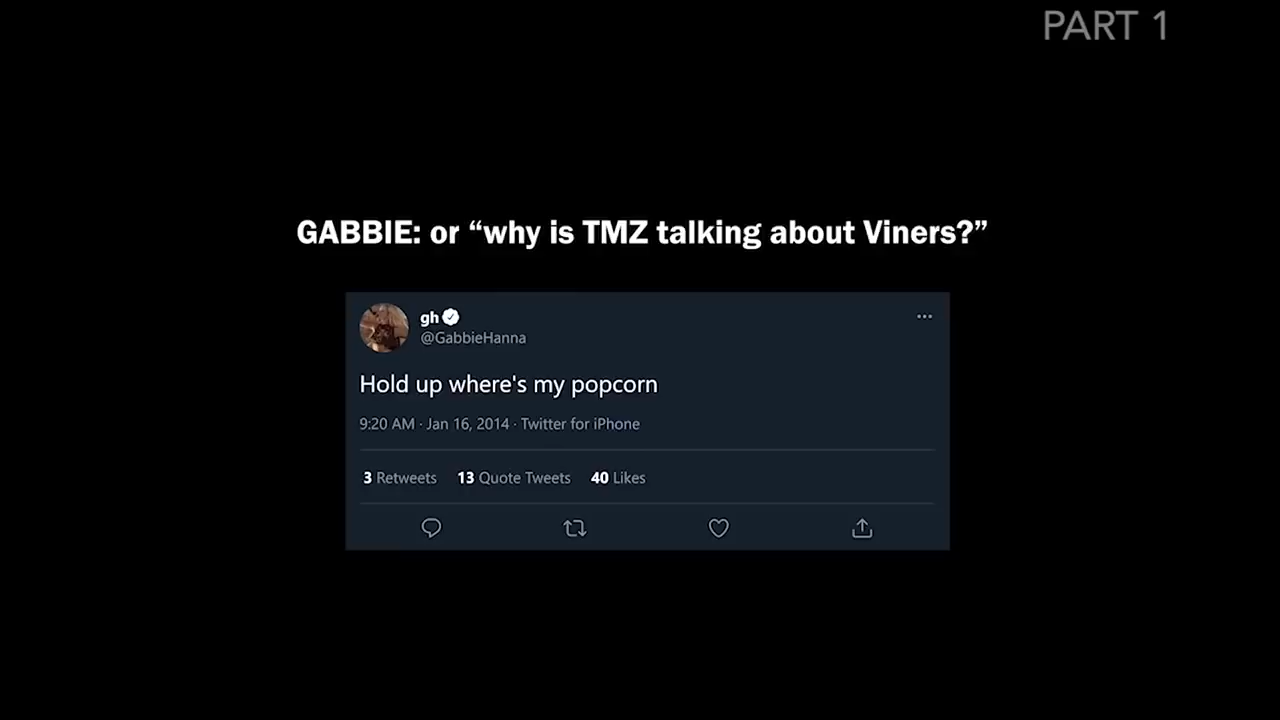 PART 1
GABBIE: or “why is TMZ talking about Viners?”
gh
@GabbieHanna
Hold up where's my popcorn
9:20 AM · Jan 16, 2014 · Twitter for iPhone
3 Retweets 13 Quote Tweets 40 Likes